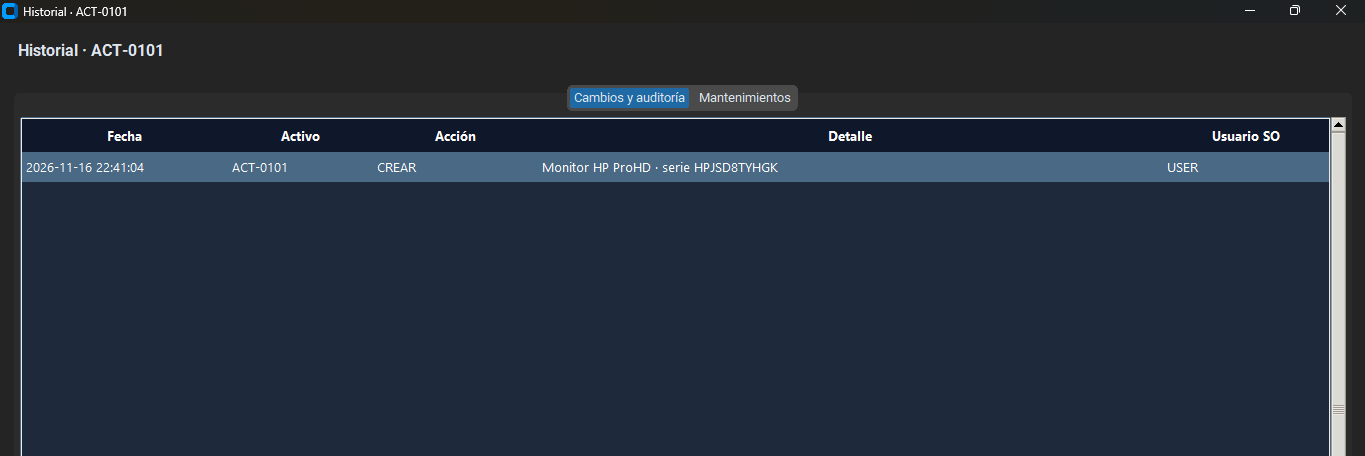 Historial · ACT-0101
Historial · ACT-0101
Cambios y auditoría Mantenimientos
Fecha Activo Acción Detalle Usuario SO
2026-11-16 22:41:04 ACT-0101 CREAR Monitor HP ProHD · serie HPJSD8TYHGK USER